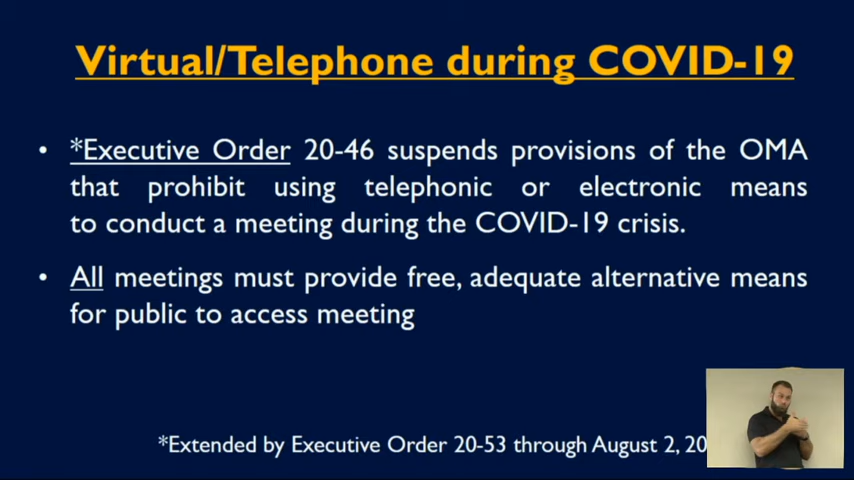 Virtual/Telephone during COVID-19
• *Executive Order 20-46 suspends provisions of the OMA
that prohibit using telephonic or electronic means
to conduct a meeting during the COVID-19 crisis.
• All meetings must provide free, adequate alternative means
for public to access meeting
*Extended by Executive Order 20-53 through August 2, 20